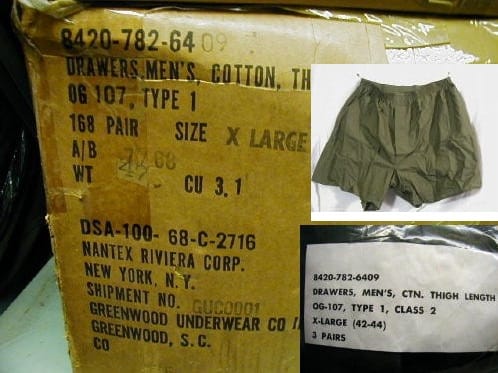 8420-782-6409
DRAWERS, MEN'S, COTTON, TH
OG 107, TYPE 1
168 PAIR SIZE X LARGE
A/B 68
WT CU 3.1
DSA-100- 68-C-2716
NANTEX RIVIERA CORP.
NEW YORK, N.Y.
SHIPMENT NO. GUC0001
GREENWOOD UNDERWEAR CO
GREENWOOD, S.C.
CO
8420-782-6409
DRAWERS, MEN'S, CTN. THIGH LENGTH
OG-107, TYPE 1, CLASS 2
X-LARGE (42-44)
3 PAIRS